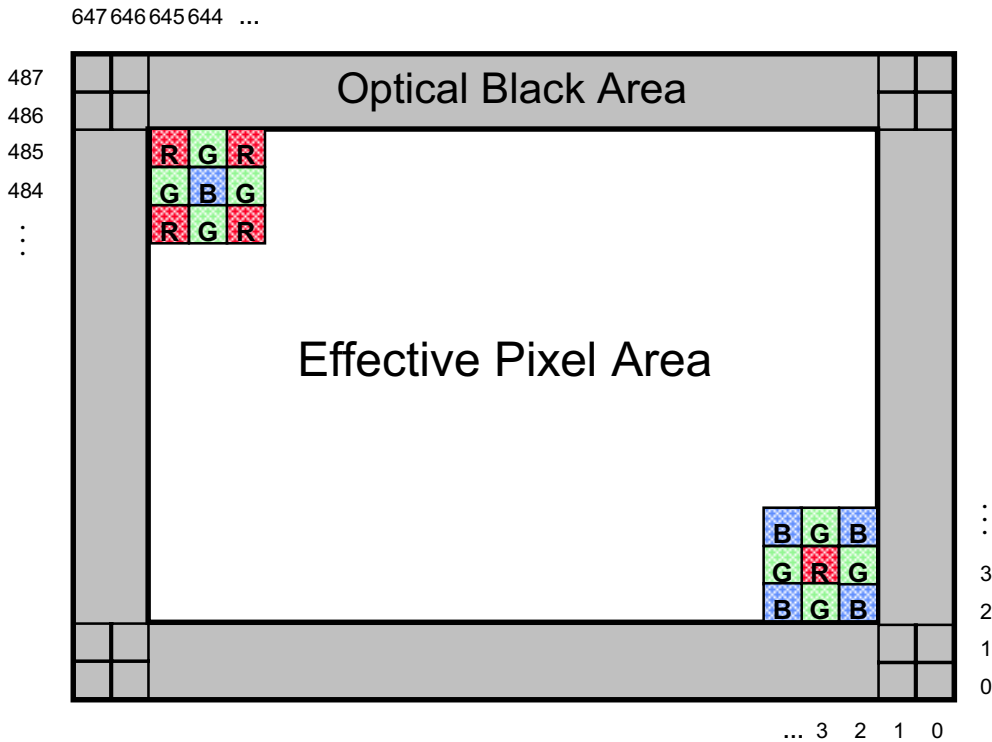 647 646 645 644 ...
487
Optical Black Area
486
485
R G R
484
G B G
R G R
⋮
Effective Pixel Area
B G B
⋮
G R G
3
B G B
2
1
0
... 3 2 1 0